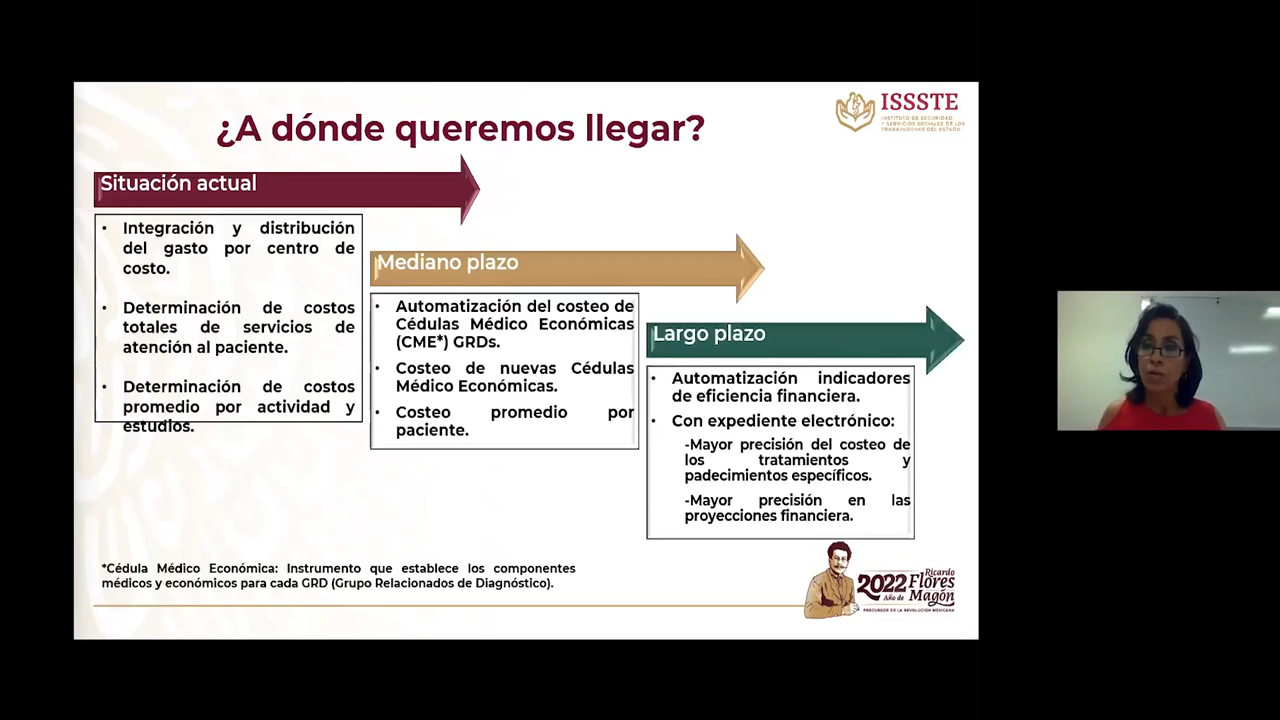 ¿A dónde queremos llegar?
ISSSTE
INSTITUTO DE SEGURIDAD
Y SERVICIOS SOCIALES DE LOS
TRABAJADORES DEL ESTADO
Situación actual
• Integración y distribución
del gasto por centro de
costo.
• Determinación de costos
totales de servicios de
atención al paciente.
• Determinación de costos
promedio por actividad y
estudios.
Mediano plazo
• Automatización del costeo de
Cédulas Médico Económicas
(CME*) GRDs.
• Costeo de nuevas Cédulas
Médico Económicas.
• Costeo promedio por
paciente.
Largo plazo
• Automatización indicadores
de eficiencia financiera.
• Con expediente electrónico:
-Mayor precisión del costeo de
los tratamientos y
padecimientos específicos.
-Mayor precisión en las
proyecciones financiera.
*Cédula Médico Económica: Instrumento que establece los componentes
médicos y económicos para cada GRD (Grupo Relacionados de Diagnóstico).
2022 Ricardo
Flores
Año de Magón
PRECURSOR DE LA REVOLUCIÓN MEXICANA